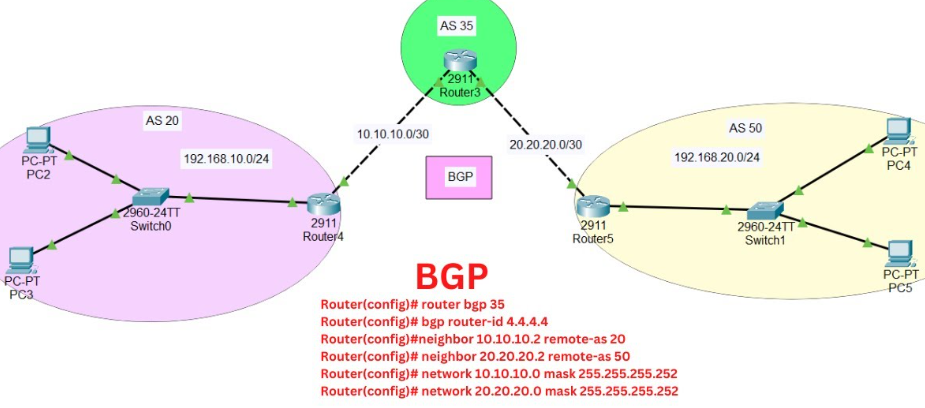 AS 35
2911
Router3
AS 20
10.10.10.0/30
20.20.20.0/30
AS 50
192.168.10.0/24
192.168.20.0/24
PC-PT
PC2
PC-PT
PC4
BGP
2960-24TT
Switch0
2911
Router4
2911
Router5
2960-24TT
Switch1
PC-PT
PC3
PC-PT
PC5
BGP
Router(config)# router bgp 35
Router(config)# bgp router-id 4.4.4.4
Router(config)#neighbor 10.10.10.2 remote-as 20
Router(config)# neighbor 20.20.20.2 remote-as 50
Router(config)# network 10.10.10.0 mask 255.255.255.252
Router(config)# network 20.20.20.0 mask 255.255.255.252